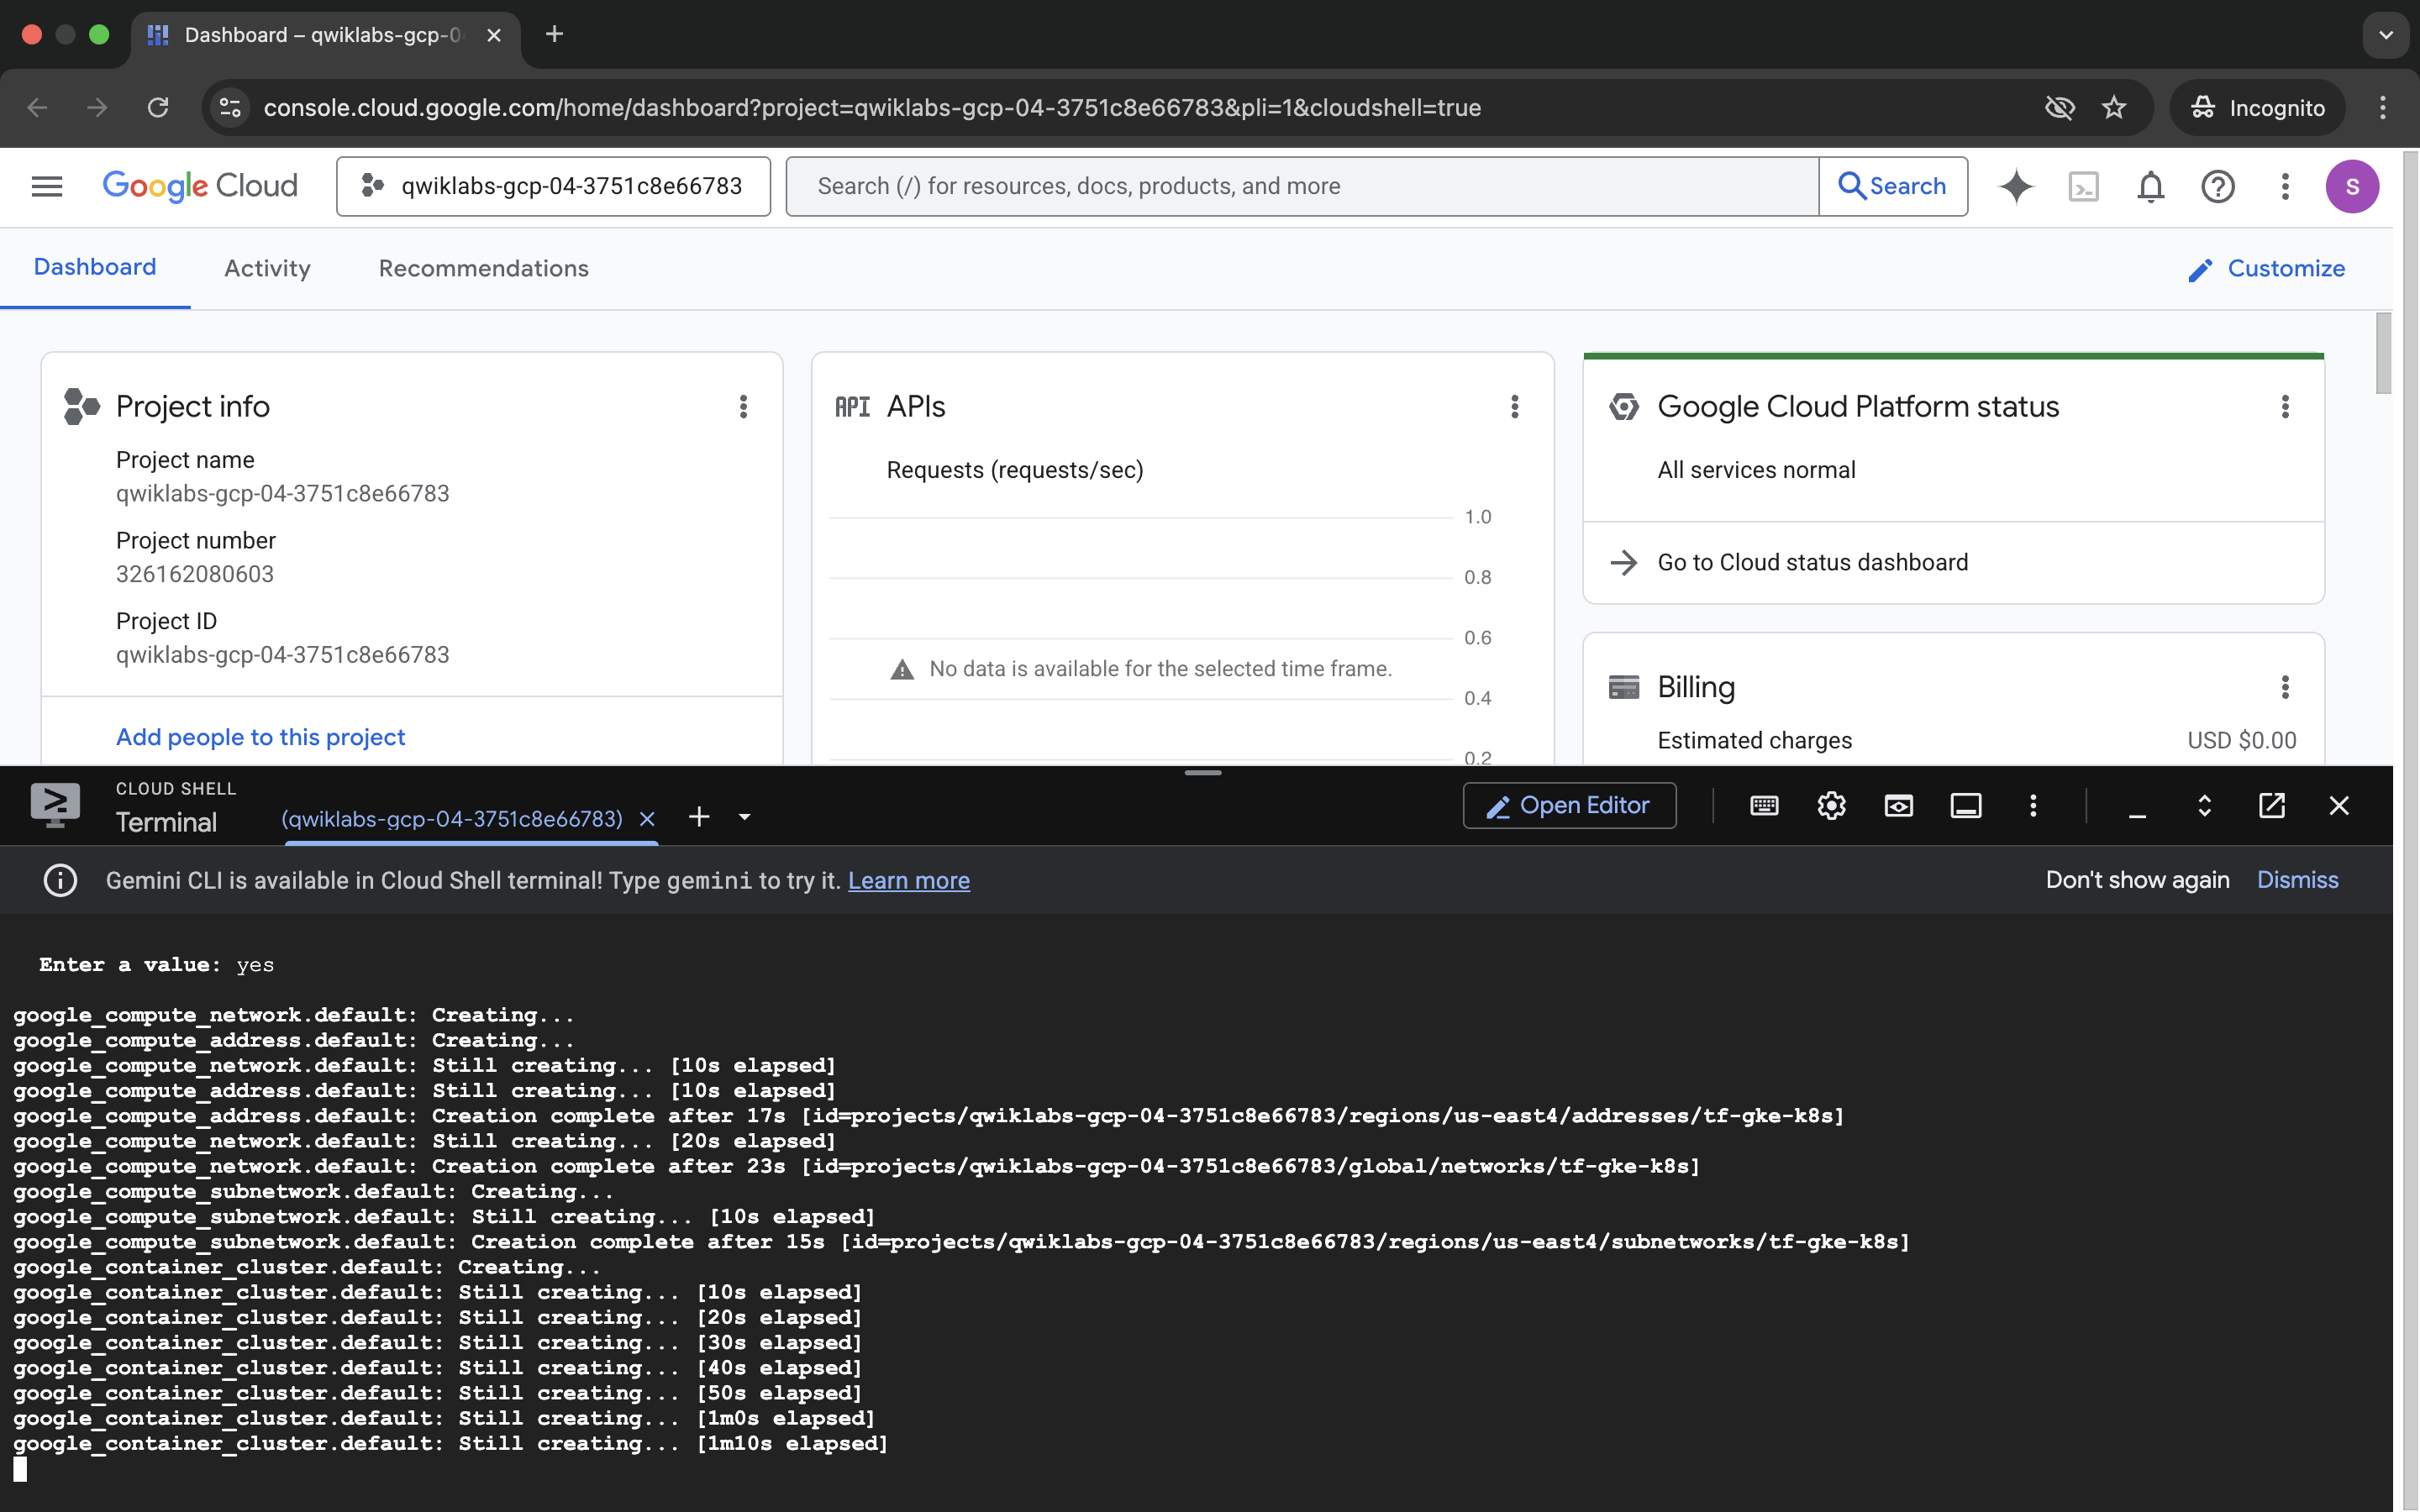 Dashboard – qwiklabs-gcp-0
console.cloud.google.com/home/dashboard?project=qwiklabs-gcp-04-3751c8e66783&pli=1&cloudshell=true
Incognito
Google Cloud
qwiklabs-gcp-04-3751c8e66783
Search (/) for resources, docs, products, and more
Search
S
Dashboard
Activity
Recommendations
Customize
Project info
Project name
qwiklabs-gcp-04-3751c8e66783
Project number
326162080603
Project ID
qwiklabs-gcp-04-3751c8e66783
Add people to this project
API APIs
Requests (requests/sec)
1.0
0.8
0.6
No data is available for the selected time frame.
0.4
0.2
Google Cloud Platform status
All services normal
Go to Cloud status dashboard
Billing
Estimated charges
USD $0.00
CLOUD SHELL
Terminal
(qwiklabs-gcp-04-3751c8e66783)
Open Editor
Gemini CLI is available in Cloud Shell terminal! Type gemini to try it. Learn more
Don't show again
Dismiss
Enter a value: yes
google_compute_network.default: Creating...
google_compute_address.default: Creating...
google_compute_network.default: Still creating... [10s elapsed]
google_compute_address.default: Still creating... [10s elapsed]
google_compute_address.default: Creation complete after 17s [id=projects/qwiklabs-gcp-04-3751c8e66783/regions/us-east4/addresses/tf-gke-k8s]
google_compute_network.default: Still creating... [20s elapsed]
google_compute_network.default: Creation complete after 23s [id=projects/qwiklabs-gcp-04-3751c8e66783/global/networks/tf-gke-k8s]
google_compute_subnetwork.default: Creating...
google_compute_subnetwork.default: Still creating... [10s elapsed]
google_compute_subnetwork.default: Creation complete after 15s [id=projects/qwiklabs-gcp-04-3751c8e66783/regions/us-east4/subnetworks/tf-gke-k8s]
google_container_cluster.default: Creating...
google_container_cluster.default: Still creating... [10s elapsed]
google_container_cluster.default: Still creating... [20s elapsed]
google_container_cluster.default: Still creating... [30s elapsed]
google_container_cluster.default: Still creating... [40s elapsed]
google_container_cluster.default: Still creating... [50s elapsed]
google_container_cluster.default: Still creating... [1m0s elapsed]
google_container_cluster.default: Still creating... [1m10s elapsed]